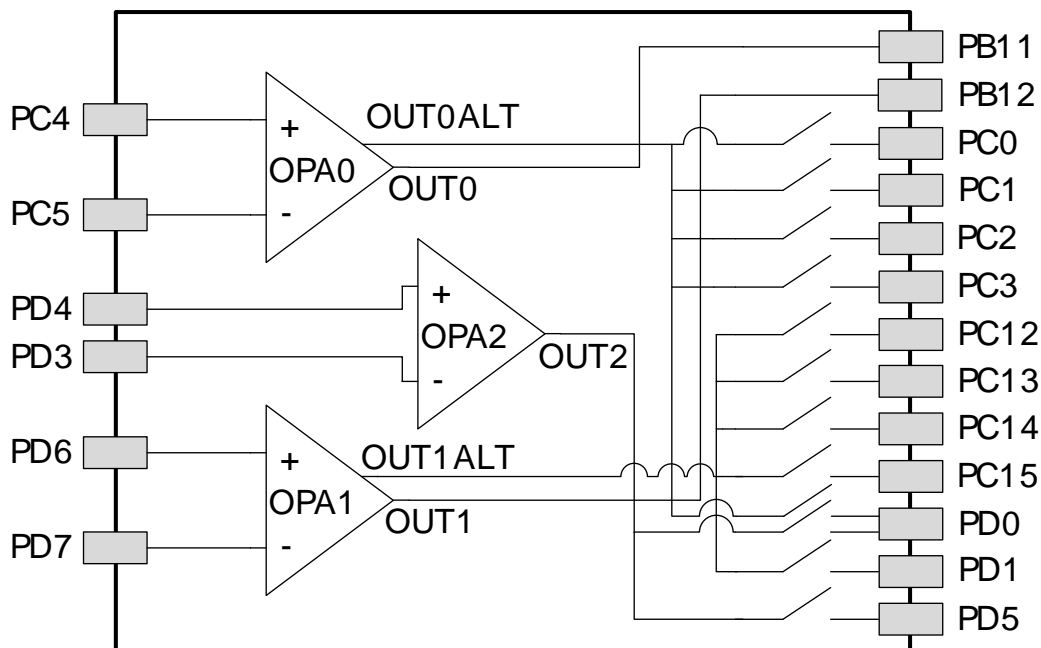 PB11
PB12
PC4
+
OUT0ALT
PC0
OPA0
OUT0
PC1
PC5
-
PC2
PC3
PD4
+
OPA2
OUT2
PC12
PD3
-
PC13
PC14
PD6
+
OUT1ALT
PC15
OPA1
OUT1
PD0
PD7
-
PD1
PD5